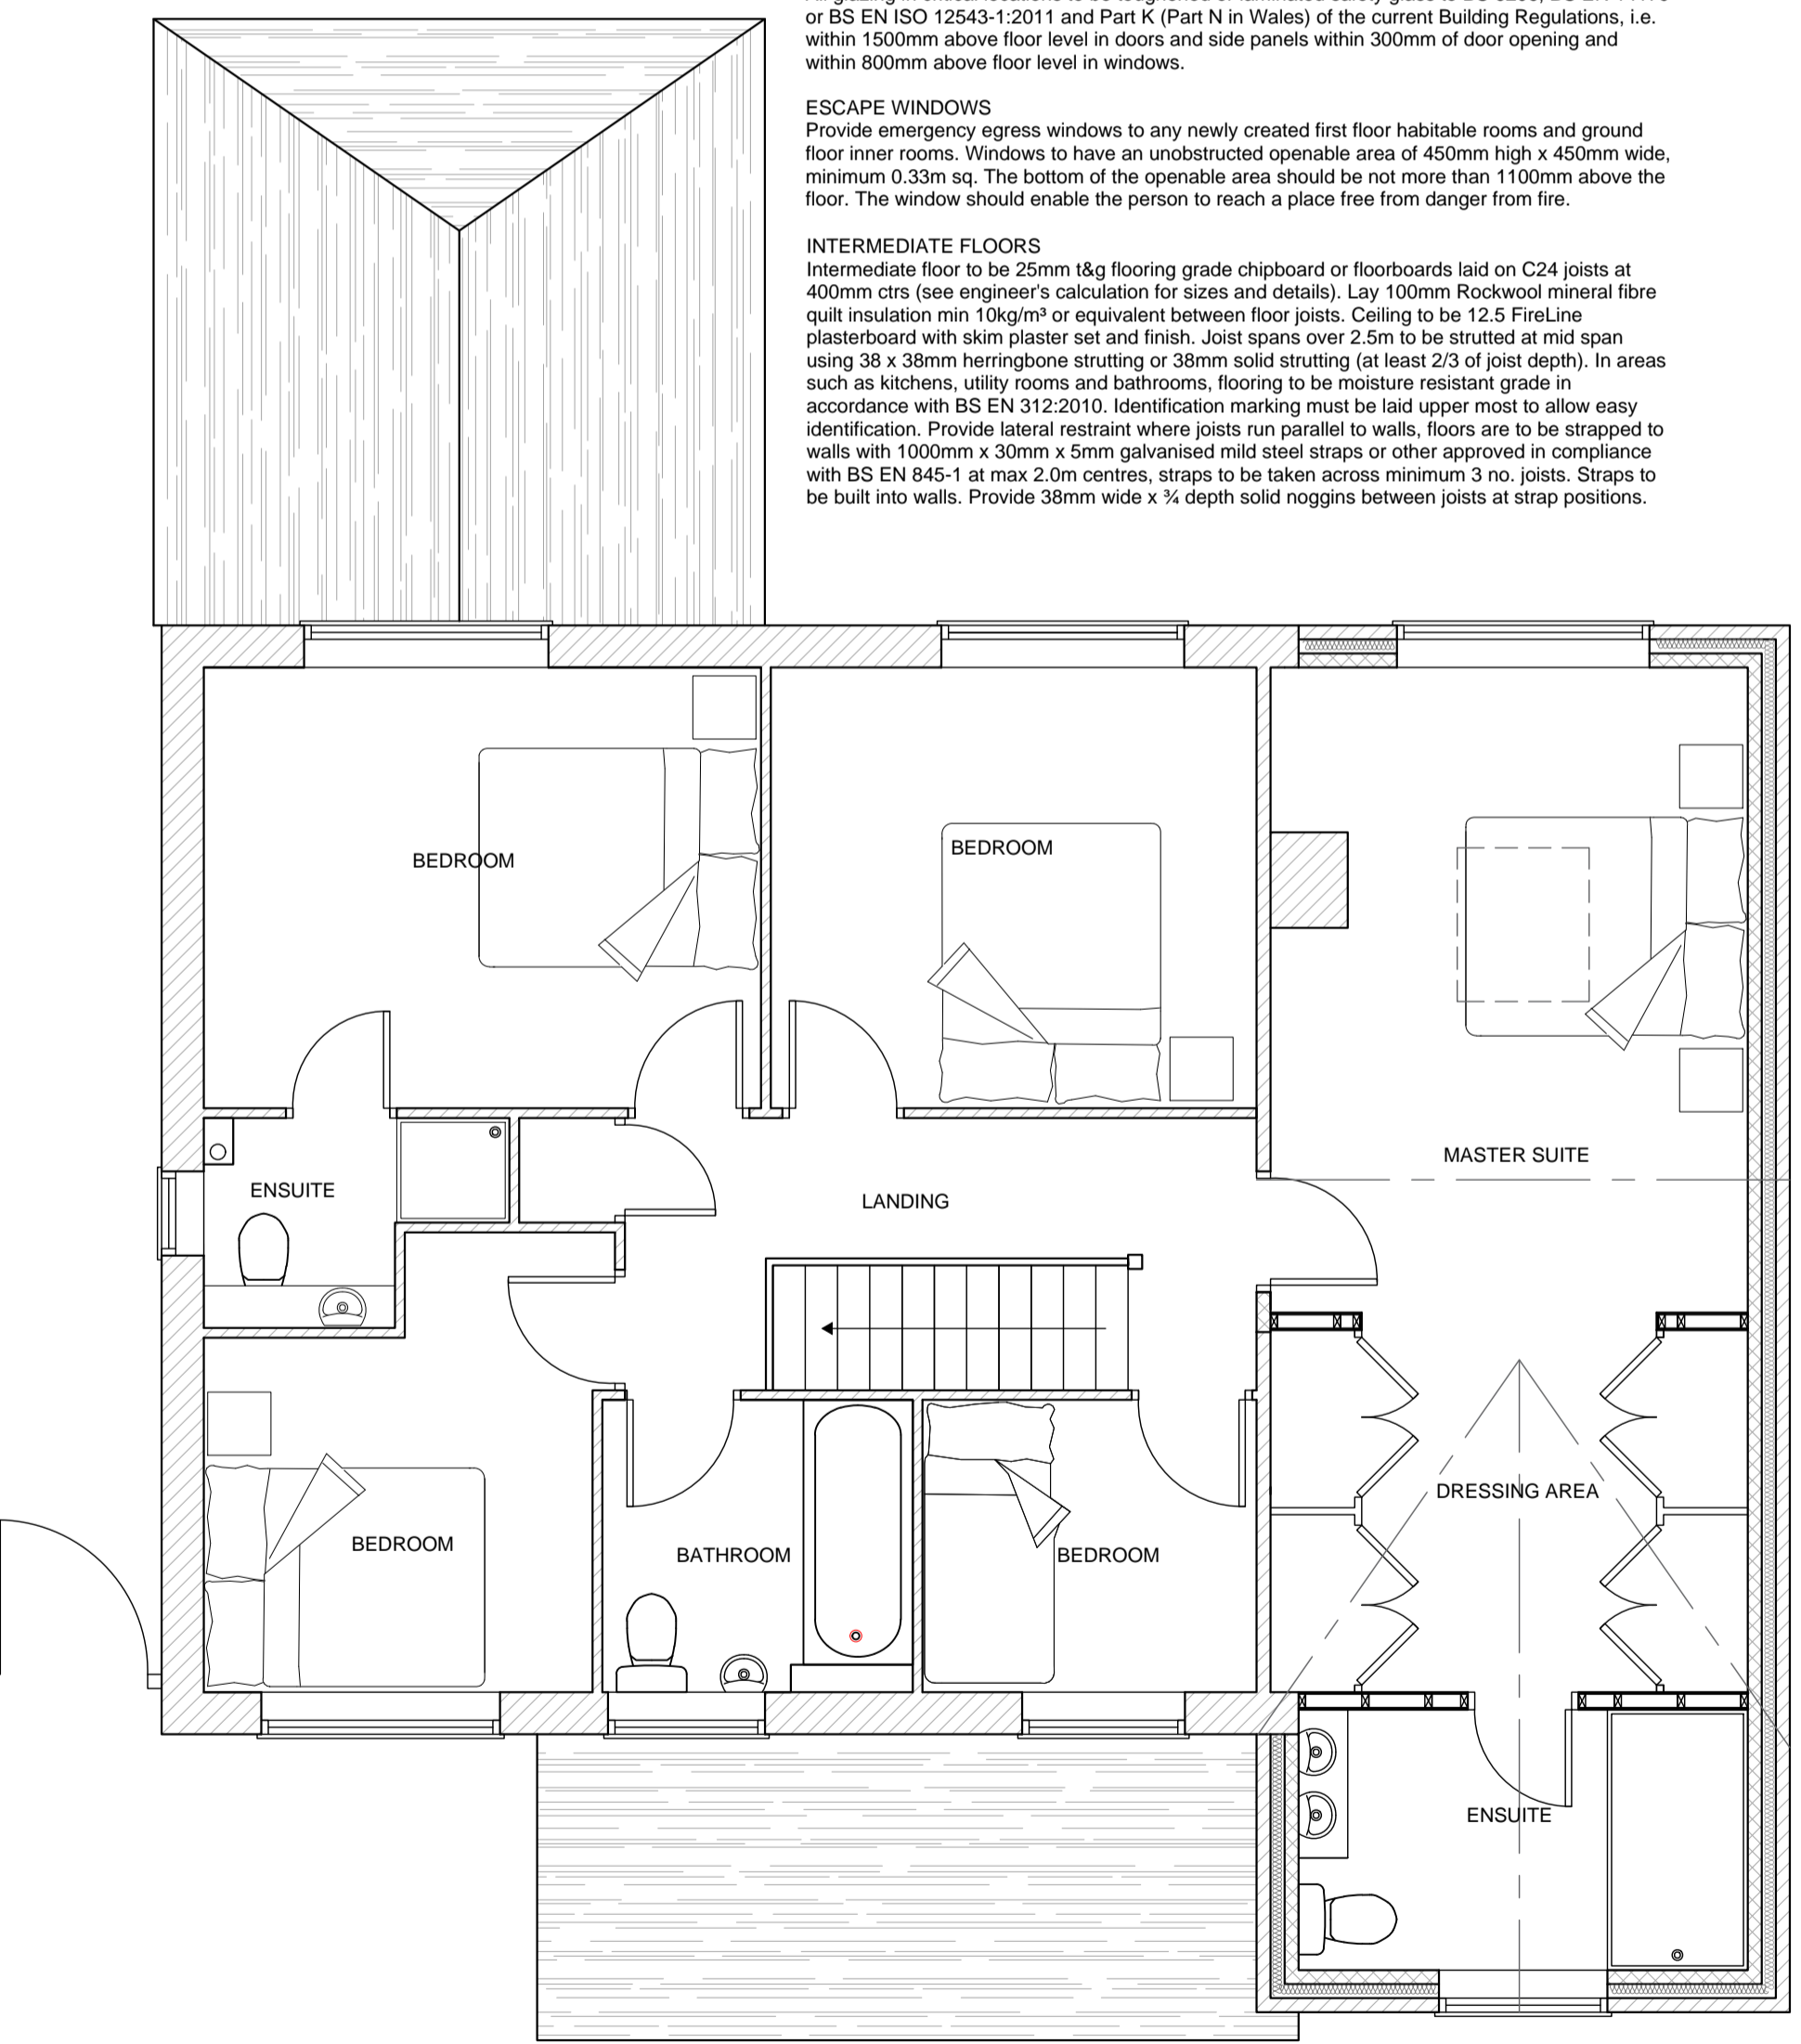 or BS EN ISO 12543-1:2011 and Part K (Part N in Wales) of the current Building Regulations, i.e.
within 1500mm above floor level in doors and side panels within 300mm of door opening and
within 800mm above floor level in windows.
ESCAPE WINDOWS
Provide emergency egress windows to any newly created first floor habitable rooms and ground
floor inner rooms. Windows to have an unobstructed openable area of 450mm high x 450mm wide,
minimum 0.33m sq. The bottom of the openable area should be not more than 1100mm above the
floor. The window should enable the person to reach a place free from danger from fire.
INTERMEDIATE FLOORS
Intermediate floor to be 25mm t&g flooring grade chipboard or floorboards laid on C24 joists at
400mm ctrs (see engineer's calculation for sizes and details). Lay 100mm Rockwool mineral fibre
quilt insulation min 10kg/m³ or equivalent between floor joists. Ceiling to be 12.5 FireLine
plasterboard with skim plaster set and finish. Joist spans over 2.5m to be strutted at mid span
using 38 x 38mm herringbone strutting or 38mm solid strutting (at least 2/3 of joist depth). In areas
such as kitchens, utility rooms and bathrooms, flooring to be moisture resistant grade in
accordance with BS EN 312:2010. Identification marking must be laid upper most to allow easy
identification. Provide lateral restraint where joists run parallel to walls, floors are to be strapped to
walls with 1000mm x 30mm x 5mm galvanised mild steel straps or other approved in compliance
with BS EN 845-1 at max 2.0m centres, straps to be taken across minimum 3 no. joists. Straps to
be built into walls. Provide 38mm wide x ¾ depth solid noggins between joists at strap positions.
BEDROOM
BEDROOM
MASTER SUITE
ENSUITE
LANDING
DRESSING AREA
BEDROOM
BATHROOM
BEDROOM
ENSUITE